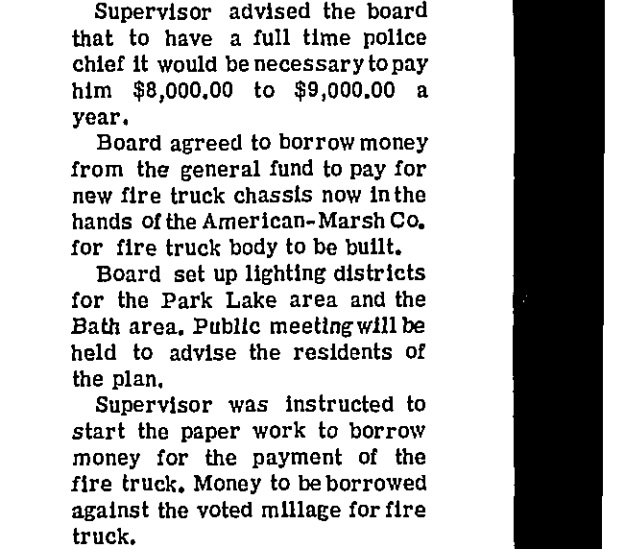 Supervisor advised the board
that to have a full time police
chief it would be necessary to pay
him $8,000.00 to $9,000.00 a
year.
Board agreed to borrow money
from the general fund to pay for
new fire truck chassis now in the
hands of the American-Marsh Co.
for fire truck body to be built.
Board set up lighting districts
for the Park Lake area and the
Bath area. Public meeting will be
held to advise the residents of
the plan.
Supervisor was instructed to
start the paper work to borrow
money for the payment of the
fire truck. Money to be borrowed
against the voted millage for fire
truck.